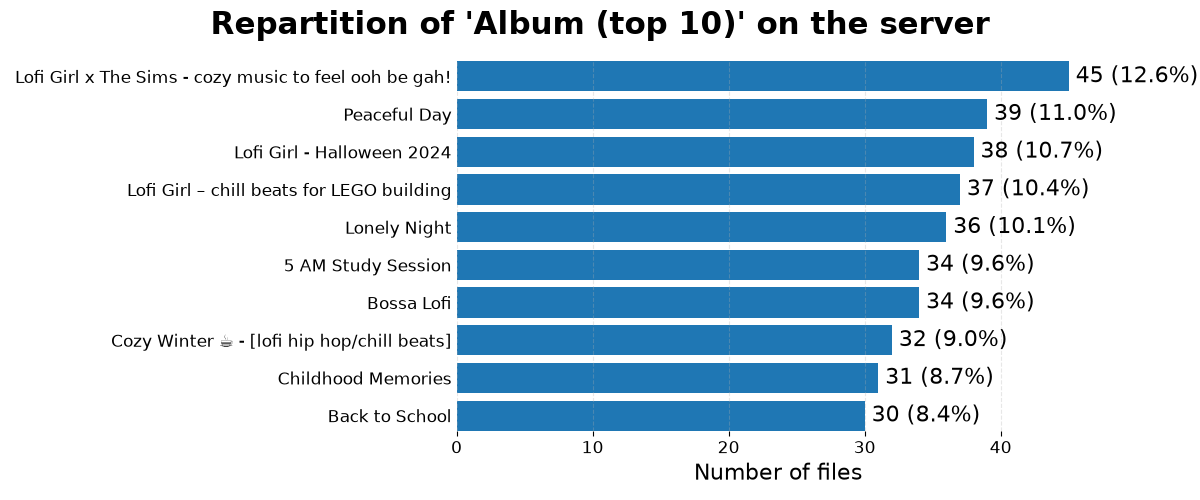 Repartition of 'Album (top 10)' on the server
Lofi Girl x The Sims - cozy music to feel ooh be gah! 45 (12.6%)
Peaceful Day 39 (11.0%)
Lofi Girl - Halloween 2024 38 (10.7%)
Lofi Girl – chill beats for LEGO building 37 (10.4%)
Lonely Night 36 (10.1%)
5 AM Study Session 34 (9.6%)
Bossa Lofi 34 (9.6%)
Cozy Winter ☕ - [lofi hip hop/chill beats] 32 (9.0%)
Childhood Memories 31 (8.7%)
Back to School 30 (8.4%)
0 10 20 30 40
Number of files